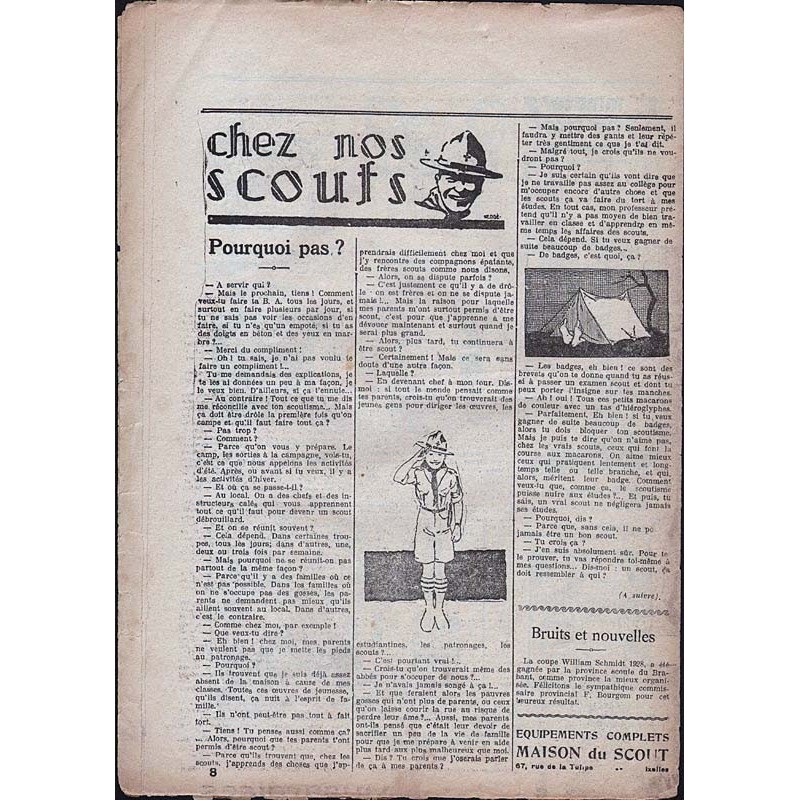 chez nos
scouts
Pourquoi pas ?
— A servir qui ?
— Mais le prochain, tiens ! Comment
veux-tu faire ta B. A. tous les jours, et
surtout en faire plusieurs par jour, si
tu ne sais pas voir les occasions d'en
faire, si tu n'es qu'un empoté, si tu as
des doigts en béton et des yeux en mar-
bre ?...
— Merci du compliment !
— Oh ! tu sais, je n'ai pas voulu te
faire un compliment !...
Tu me demandais des explications, je
te les ai données un peu à ma façon, je
le veux bien. D'ailleurs, si ça t'ennuie...
— Au contraire ! Tout ce que tu me dis
me réconcilie avec ton scoutisme... Mais
ça doit être drôle la première fois qu'on
campe et qu'il faut faire tout ça ?
— Pas trop ?
— Comment ?
— Parce qu'on vous y prépare. Le
camp, les sorties à la campagne, vois-tu,
c'est ce que nous appelons les activités
d'été. Après, ou avant si tu veux, il y a
les activités d'hiver.
— Et où ça se passe-t-il ?
— Au local. On a des chefs et des in-
structeurs calés qui vous apprennent
tout ce qu'il faut pour devenir un scout
débrouillard.
— Et on se réunit souvent ?
— Cela dépend. Dans certaines trou-
pes, tous les jours; dans d'autres, une,
deux ou trois fois par semaine.
— Mais pourquoi ne se réunit-on pas
partout de la même façon ?
— Parce qu'il y a des familles où ce
n'est pas possible. Dans les familles où
on ne s'occupe pas des gosses, les pa-
rents ne demandent pas mieux qu'ils
aillent souvent au local. Dans d'autres,
c'est le contraire.
— Comme chez moi, par exemple !
— Que veux-tu dire ?
— Eh bien ! chez moi, mes parents
ne veulent pas que je mette les pieds
au patronage.
— Pourquoi ?
— Ils trouvent que je suis déjà assez
absent de la maison à cause de mes
classes. Toutes ces œuvres de jeunesse,
qu'ils disent, ça nuit à l'esprit de fa-
mille.
— Ils n'ont peut-être pas tout à fait
tort.
— Tiens ! Tu penses aussi comme ça ?
... Alors, pourquoi que tes parents t'ont
permis d'être scout ?
— Parce qu'ils trouvent que, chez les
scouts, j'apprends des choses que j'ap-
8
prendrais difficilement chez moi et que
j'y rencontre des compagnons épatants,
des frères scouts comme nous disons.
— Alors, on se dispute parfois ?
— C'est justement ce qu'il y a de drô-
le : on est frères et on ne se dispute ja-
mais !... Mais la raison pour laquelle
mes parents m'ont surtout permis d'être
scout, c'est pour que j'apprenne à me
dévouer maintenant et surtout quand je
serai plus grand.
— Alors, plus tard, tu continuera à
être scout ?
— Certainement ! Mais ce sera sans
doute d'une autre façon.
— Laquelle ?
— En devenant chef à mon tour. Dis-
moi : si tout le monde pensait comme
tes parents, crois-tu qu'on trouverait des
jeunes gens pour diriger les œuvres, les
estudiantines, les patronages, les
scouts ?...
— C'est pourtant vrai !...
— Crois-tu qu'on trouverait même des
abbés pour s'occuper de nous ?...
— Je n'avais jamais songé à ça !...
— Et que feraient alors les pauvres
gosses qui n'ont plus de parents, ou ceux
qu'on laisse courir la rue au risque de
perdre leur âme ?... Aussi, mes parents
ont-ils pensé que c'était leur devoir de
sacrifier un peu de la vie de famille
pour que je me prépare à venir en aide
plus tard aux plus malheureux que moi.
— Dis ? Tu crois que j'oserais parler
de ça à mes parents ?
— Mais pourquoi pas ? Seulement, il
faudra y mettre des gants et leur répé-
ter très gentiment ce que je t'ai dit.
— Malgré tout, je crois qu'ils ne vou-
dront pas ?
— Pourquoi ?
— Je suis certain qu'ils vont dire que
je ne travaille pas assez au collège pour
m'occuper encore d'autre chose et que
les scouts ça va faire du tort à mes
études. En tout cas, mon professeur pré-
tend qu'il n'y a pas moyen de bien tra-
vailler en classe et d'apprendre en mê-
me temps les affaires des scouts.
— Cela dépend. Si tu veux gagner de
suite beaucoup de badges...
— De badges, c'est quoi, ça ?
— Les badges, eh bien ! ce sont des
brevets qu'on te donne quand tu as réus-
si à passer un examen scout et dont tu
peux porter l'insigne sur tes manches.
— Ah ! oui ! Tous ces petits macarons
de couleur avec un tas d'hiéroglyphes.
— Parfaitement. Eh bien ! si tu veux
gagner de suite beaucoup de badges,
alors tu dois bloquer ton scoutisme.
Mais je puis te dire qu'on n'aime pas,
chez les vrais scouts, ceux qui font la
course aux macarons. On aime mieux
ceux qui pratiquent lentement et long-
temps telle ou telle branche, et qui,
alors, méritent leur badge. Comment
veux-tu que, comme ça, le scoutisme
puisse nuire aux études ?... Et puis, tu
sais, un vrai scout ne négligera jamais
ses études.
— Pourquoi, dis ?
— Parce que, sans cela, il ne peut
jamais être un bon scout.
— Tu crois ça ?
— J'en suis absolument sûr. Pour te
le prouver, tu vas répondre toi-même à
mes questions... Dis-moi : un scout, ça
doit ressembler à qui ?
(A suivre).
Bruits et nouvelles
La coupe William Schmidt 1928, a été
gagnée par la province scoute du Bra-
bant, comme province la mieux organi-
sée. Félicitons le sympathique commis-
saire provincial F. Bourgom pour cet
heureux résultat.
EQUIPEMENTS COMPLETS
MAISON du SCOUT
67, rue de la Tulipe -- Ixelles